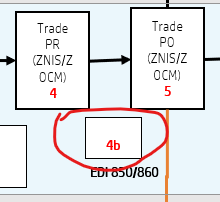 Trade
PR
(ZNIS/Z
OCM)
4
Trade
PO
(ZNIS/Z
OCM)
5
4b
EDI 850/860